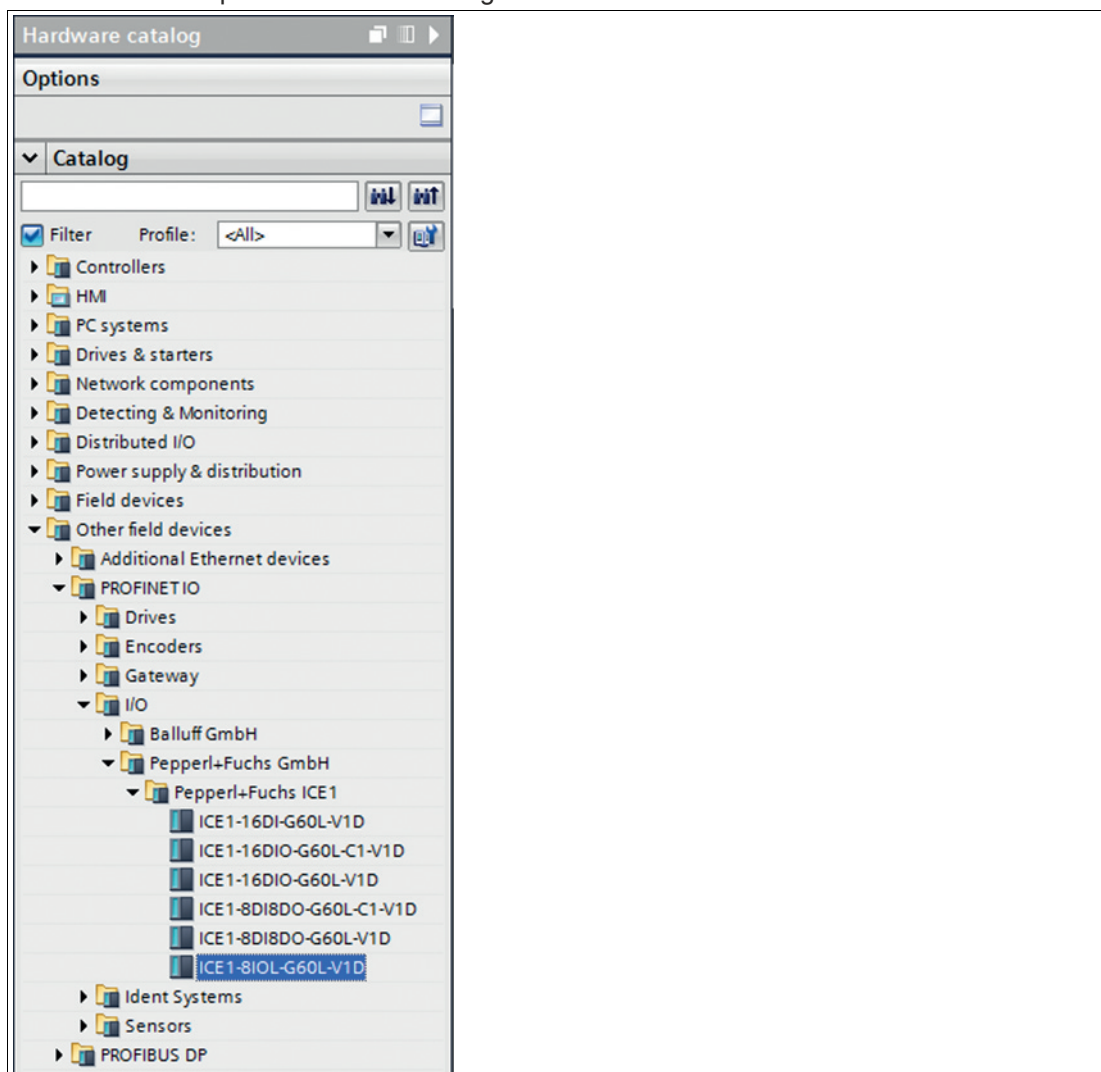 Hardware catalog
Options
Catalog
Filter Profile: <All>
Controllers
HMI
PC systems
Drives & starters
Network components
Detecting & Monitoring
Distributed I/O
Power supply & distribution
Field devices
Other field devices
Additional Ethernet devices
PROFINET IO
Drives
Encoders
Gateway
I/O
Balluff GmbH
Pepperl+Fuchs GmbH
Pepperl+Fuchs ICE1
ICE1-16DI-G60L-V1D
ICE1-16DIO-G60L-C1-V1D
ICE1-16DIO-G60L-V1D
ICE1-8DI8DO-G60L-C1-V1D
ICE1-8DI8DO-G60L-V1D
ICE1-8IOL-G60L-V1D
Ident Systems
Sensors
PROFIBUS DP